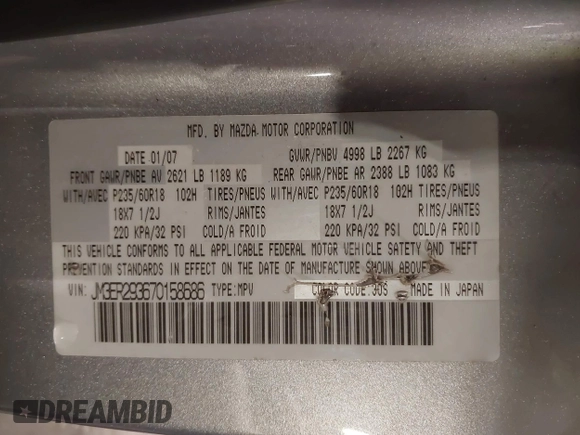 MFD. BY MAZDA MOTOR CORPORATION
DATE 01/07 GVWR/PNBV 4998 LB 2267 KG
FRONT GAWR/PNBE AV 2621 LB 1189 KG REAR GAWR/PNBE AR 2388 LB 1083 KG
WITH/AVEC P235/60R18 102H TIRES/PNEUS WITH/AVEC P235/60R18 102H TIRES/PNEUS
18X7 1/2J RIMS/JANTES 18X7 1/2J RIMS/JANTES
220 KPA/32 PSI COLD/A FROID 220 KPA/32 PSI COLD/A FROID
THIS VEHICLE CONFORMS TO ALL APPLICABLE FEDERAL MOTOR VEHICLE SAFETY AND THEFT
PREVENTION STANDARDS IN EFFECT ON THE DATE OF MANUFACTURE SHOWN ABOVE
VIN: JM3ER293670158686 TYPE:MPV COLOR CODE:30S MADE IN JAPAN
DREAMBID